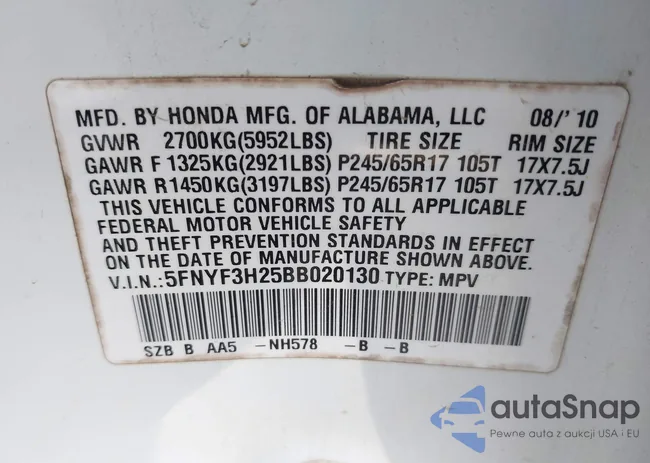 MFD. BY HONDA MFG. OF ALABAMA, LLC 08/'10
GVWR 2700KG(5952LBS) TIRE SIZE RIM SIZE
GAWR F 1325KG(2921LBS) P245/65R17 105T 17X7.5J
GAWR R1450KG(3197LBS) P245/65R17 105T 17X7.5J
THIS VEHICLE CONFORMS TO ALL APPLICABLE
FEDERAL MOTOR VEHICLE SAFETY
AND THEFT PREVENTION STANDARDS IN EFFECT
ON THE DATE OF MANUFACTURE SHOWN ABOVE.
V.I.N.: 5FNYF3H25BB020130 TYPE: MPV
SZB B AA5 -NH578 -B -B
autoSnap
Pewne auta z aukcji USA i EU